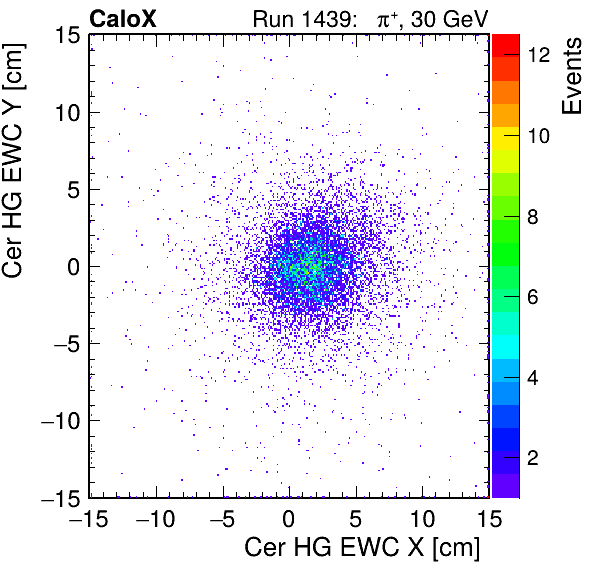 CaloX Run 1439: π⁺, 30 GeV
Cer HG EWC Y [cm]
15
10
5
0
−5
−10
−15
−15 −10 −5 0 5 10 15
Cer HG EWC X [cm]
Events
12
10
8
6
4
2